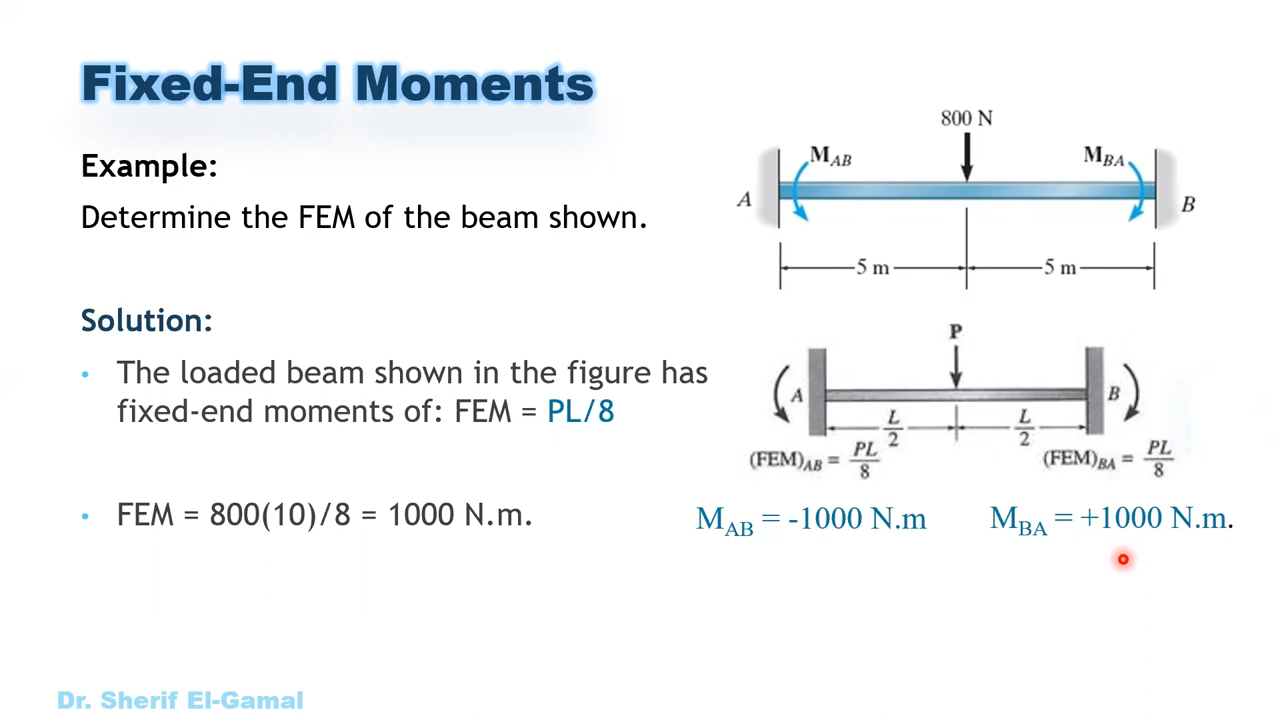 Fixed-End Moments
Example:
Determine the FEM of the beam shown.
Solution:
• The loaded beam shown in the figure has
fixed-end moments of: FEM = PL/8
• FEM = 800(10)/8 = 1000 N.m.
800 N
M_AB
M_BA
A
B
5 m
5 m
P
A
B
L/2
L/2
(FEM)_AB = PL/8
(FEM)_BA = PL/8
M_AB = -1000 N.m
M_BA = +1000 N.m.
Dr. Sherif El-Gamal